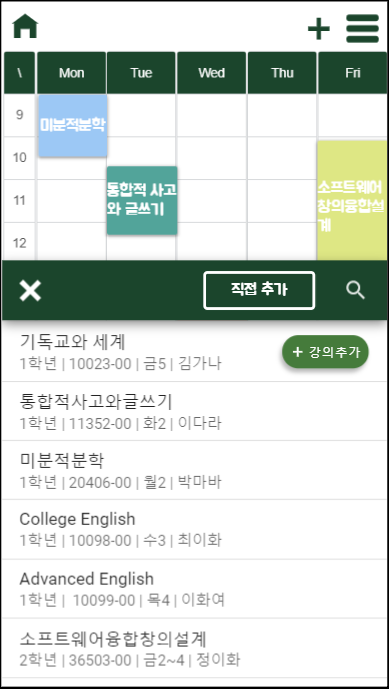 \ Mon Tue Wed Thu Fri
9
미분적분학
10
통합적 사고
와 글쓰기
소프트웨어
창의융합설
계
11
12
직접 추가
기독교와 세계
1학년 | 10023-00 | 금5 | 김가나
+ 강의추가
통합적사고와글쓰기
1학년 | 11352-00 | 화2 | 이다라
미분적분학
1학년 | 20406-00 | 월2 | 박마바
College English
1학년 | 10098-00 | 수3 | 최이화
Advanced English
1학년 | 10099-00 | 목4 | 이화여
소프트웨어융합창의설계
2학년 | 36503-00 | 금2~4 | 정이화